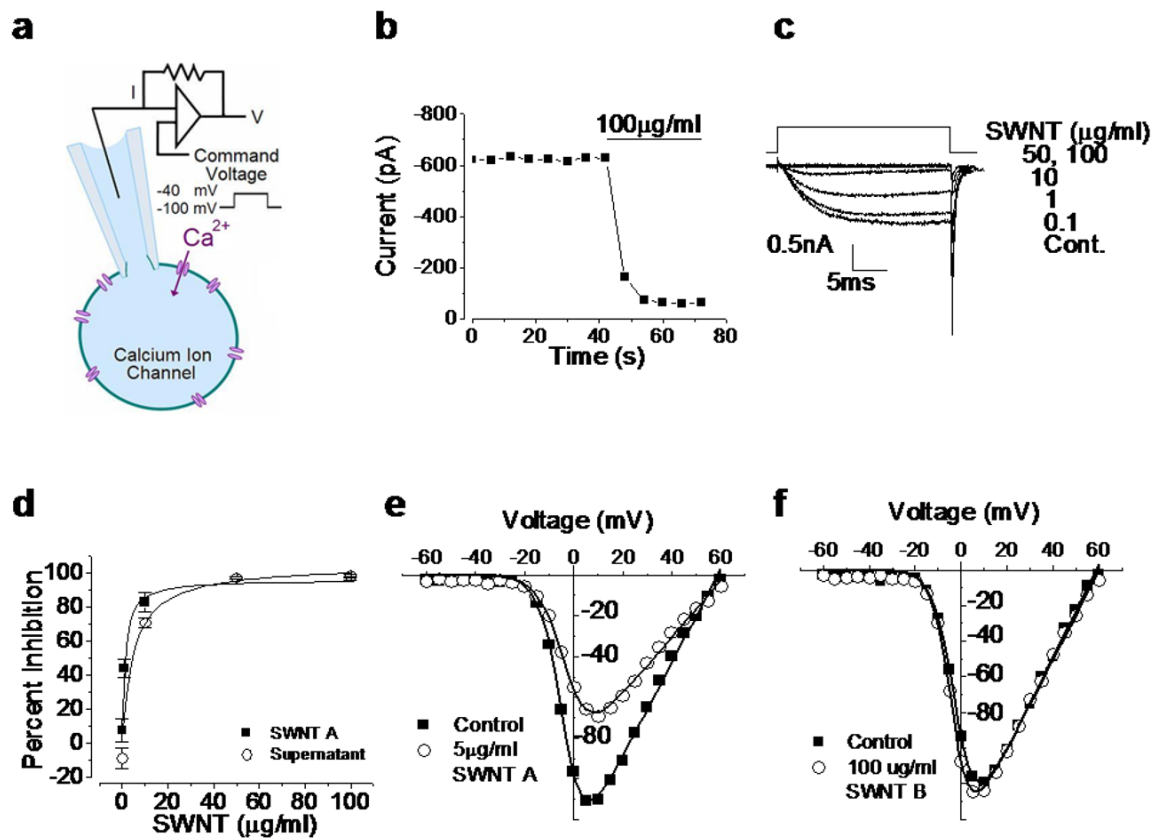 a
I
V
Command
Voltage
-40 mV
-100 mV
Ca2+
Calcium Ion
Channel
b
-800
-600
-400
-200
0
Current (pA)
100μg/ml
0 20 40 60 80
Time (s)
c
SWNT (μg/ml)
50, 100
10
1
0.1
Cont.
0.5nA
5ms
d
100
80
60
40
20
0
-20
Percent Inhibition
SWNT A
Supernatant
0 20 40 60 80 100
SWNT (μg/ml)
e
Voltage (mV)
-60 -40 -20 0 20 40 60
-20
-40
-80
Control
5μg/ml
SWNT A
f
Voltage (mV)
-60 -40 -20 0 20 40 60
-20
-40
-80
Control
100 ug/ml
SWNT B